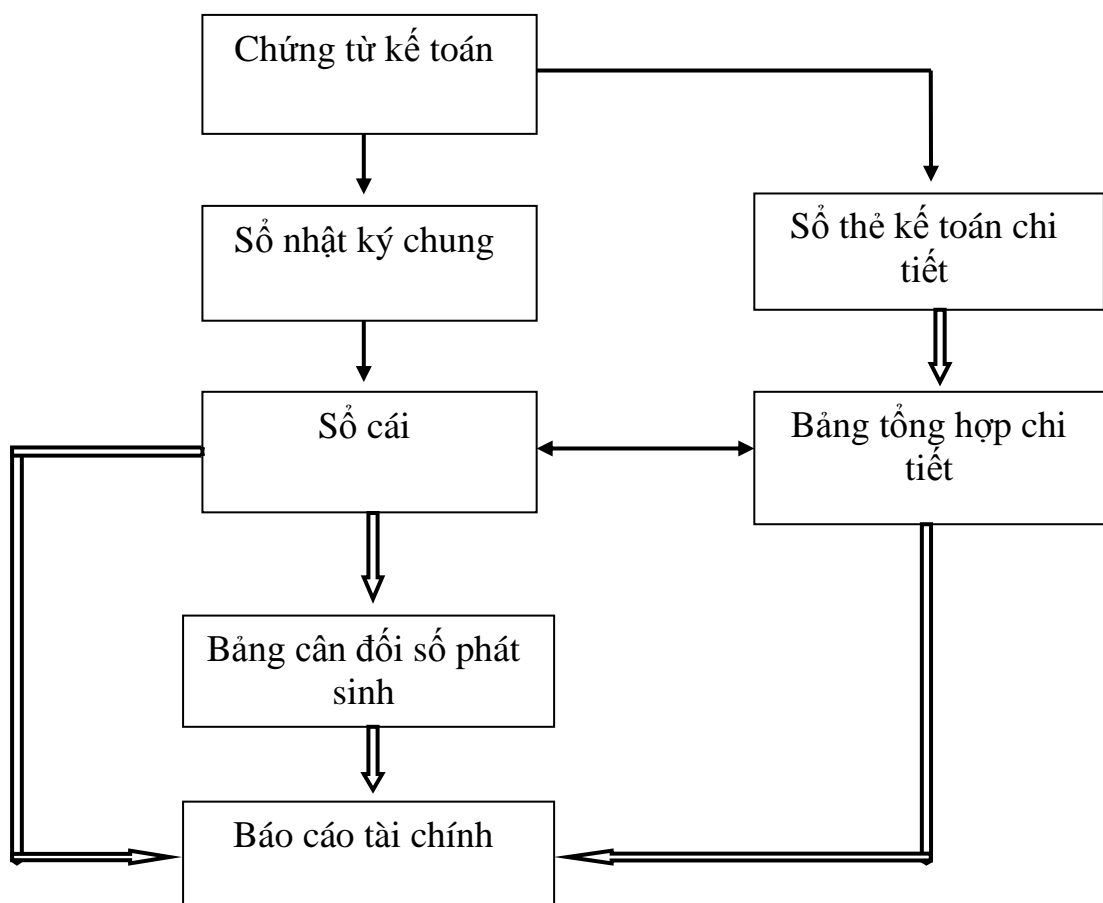 Chứng từ kế toán
Sổ nhật ký chung
Sổ thẻ kế toán chi
tiết
Sổ cái
Bảng tổng hợp chi
tiết
Bảng cân đối số phát
sinh
Báo cáo tài chính